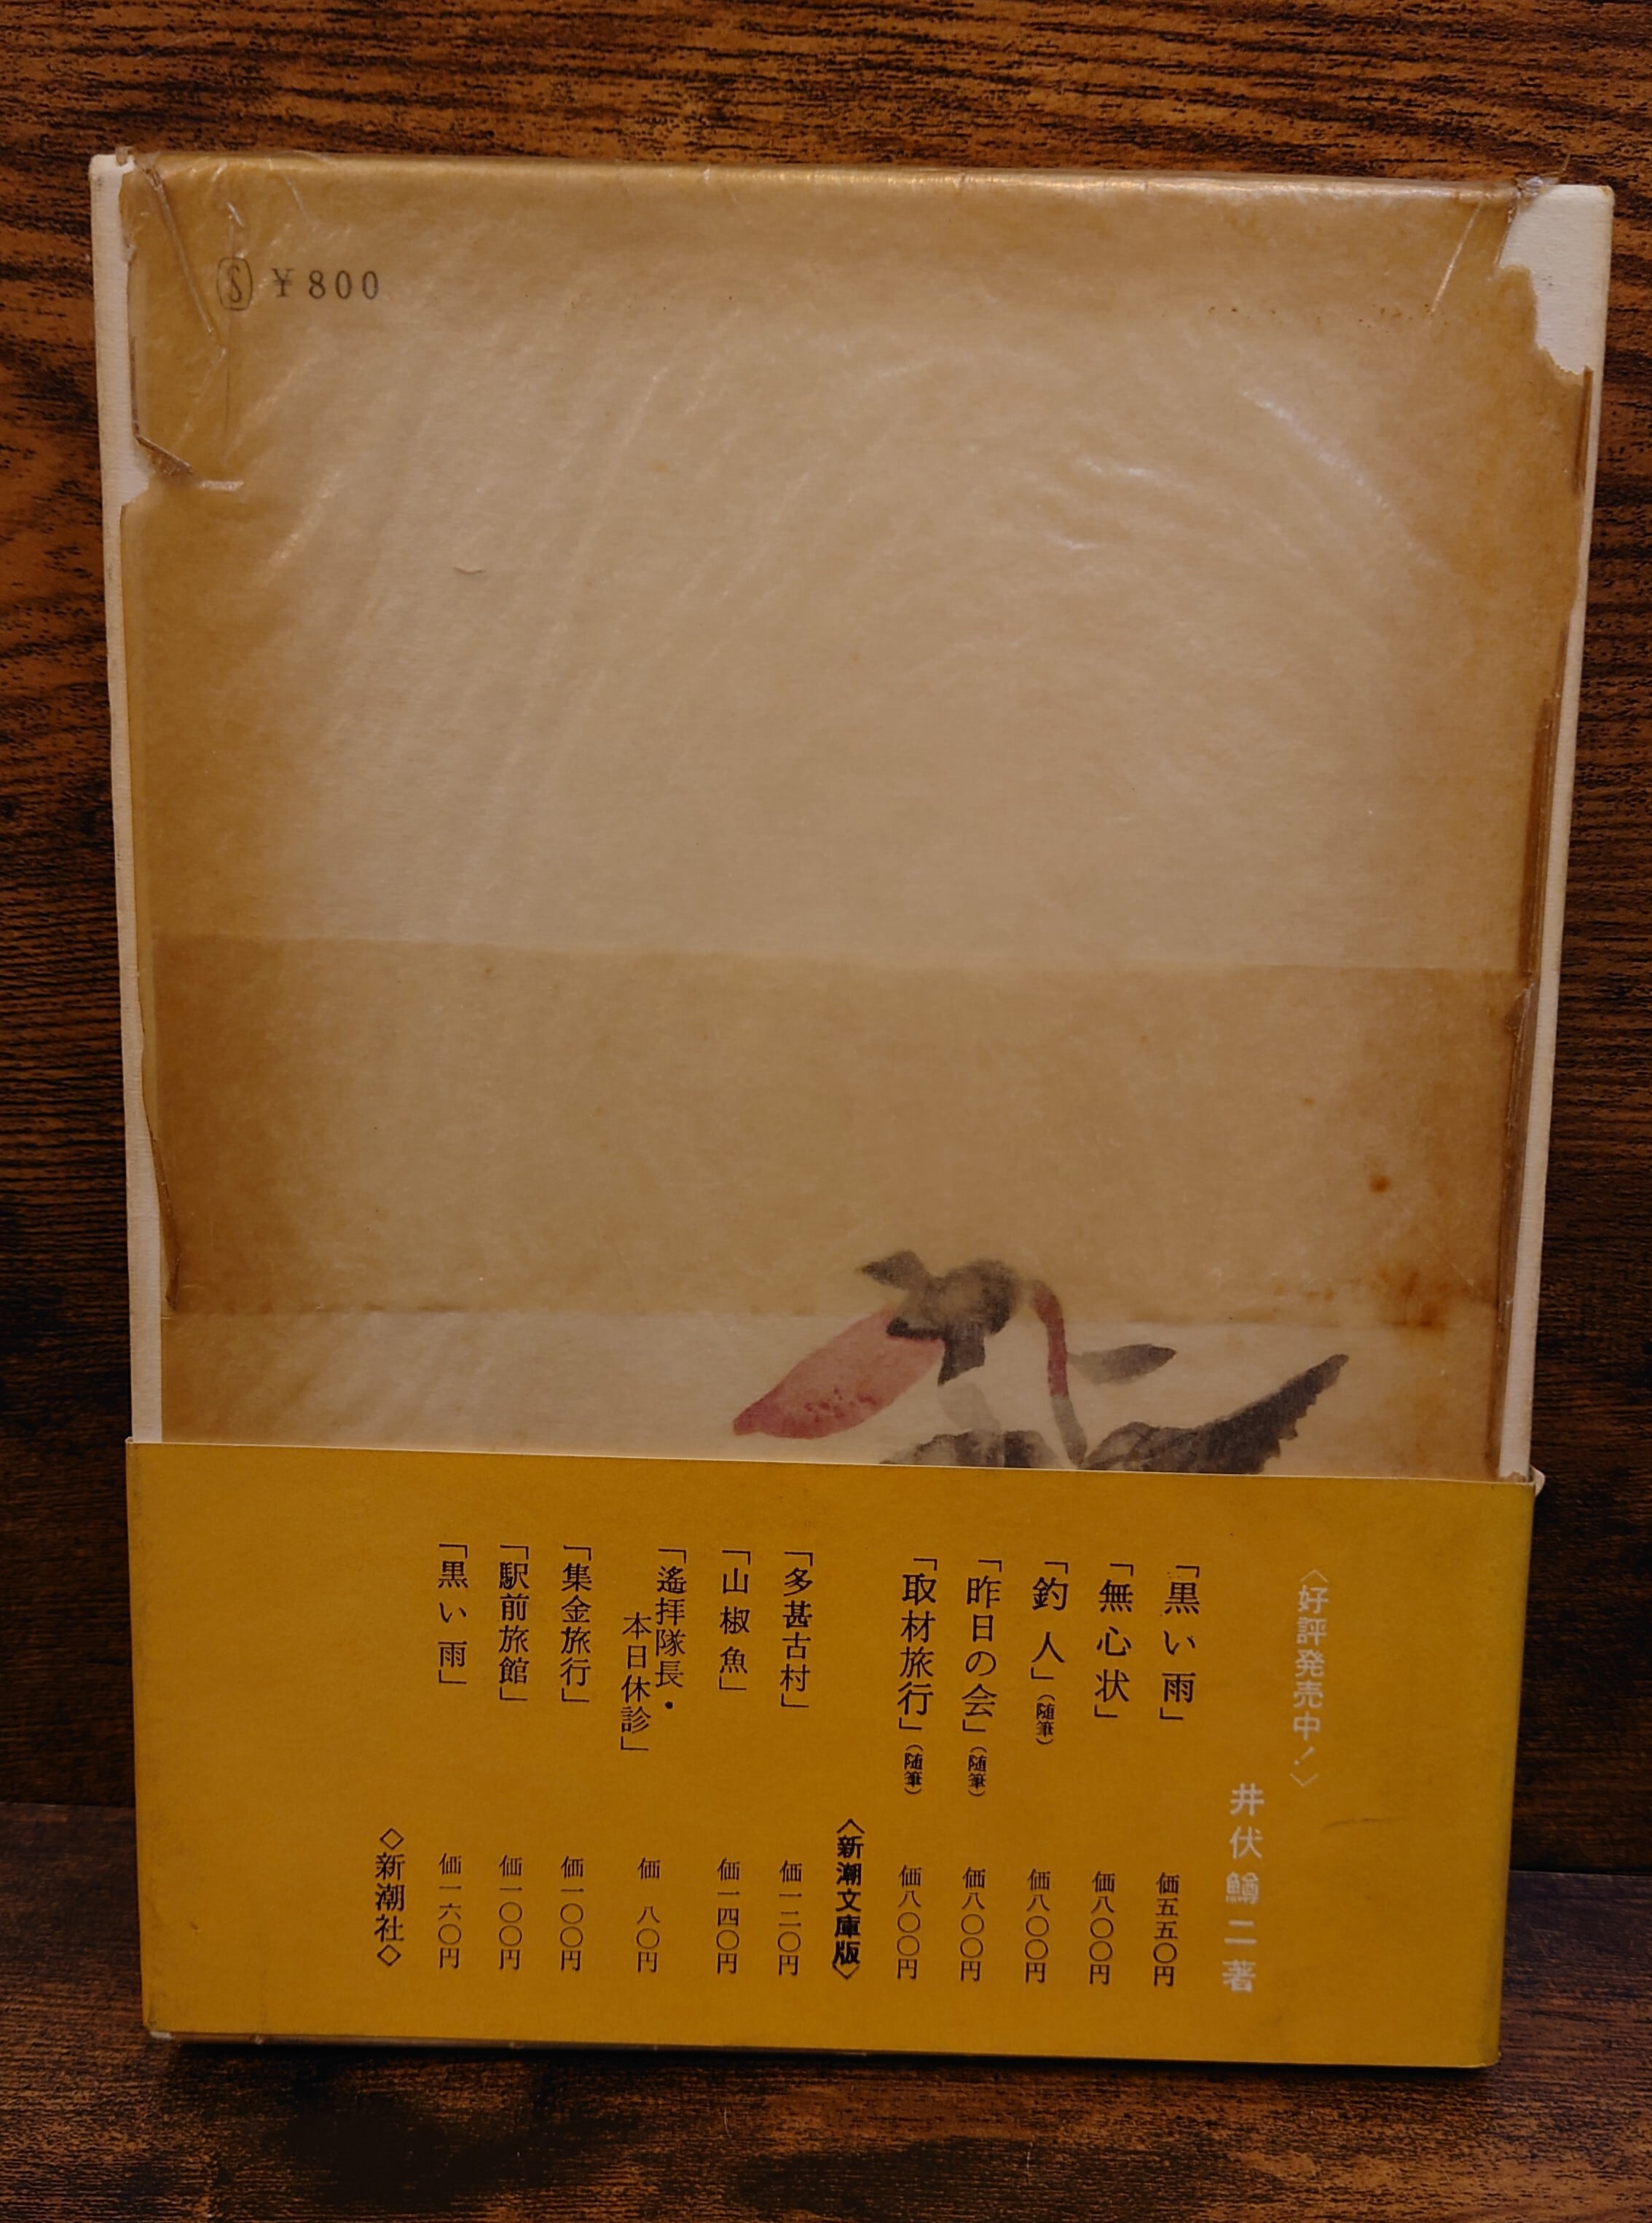 Ⓢ ¥800
〈好評発売中!〉
井伏鱒二著
「黒い雨」 価五五〇円
「無心状」 価八〇〇円
「釣人」(随筆) 価八〇〇円
「昨日の会」(随筆) 価八〇〇円
「取材旅行」(随筆) 価八〇〇円
〈新潮文庫版〉
「多甚古村」 価一二〇円
「山椒魚」 価一四〇円
「遙拝隊長・
本日休診」 価八〇円
「集金旅行」 価一〇〇円
「駅前旅館」 価一〇〇円
「黒い雨」 価一六〇円
◇新潮社◇